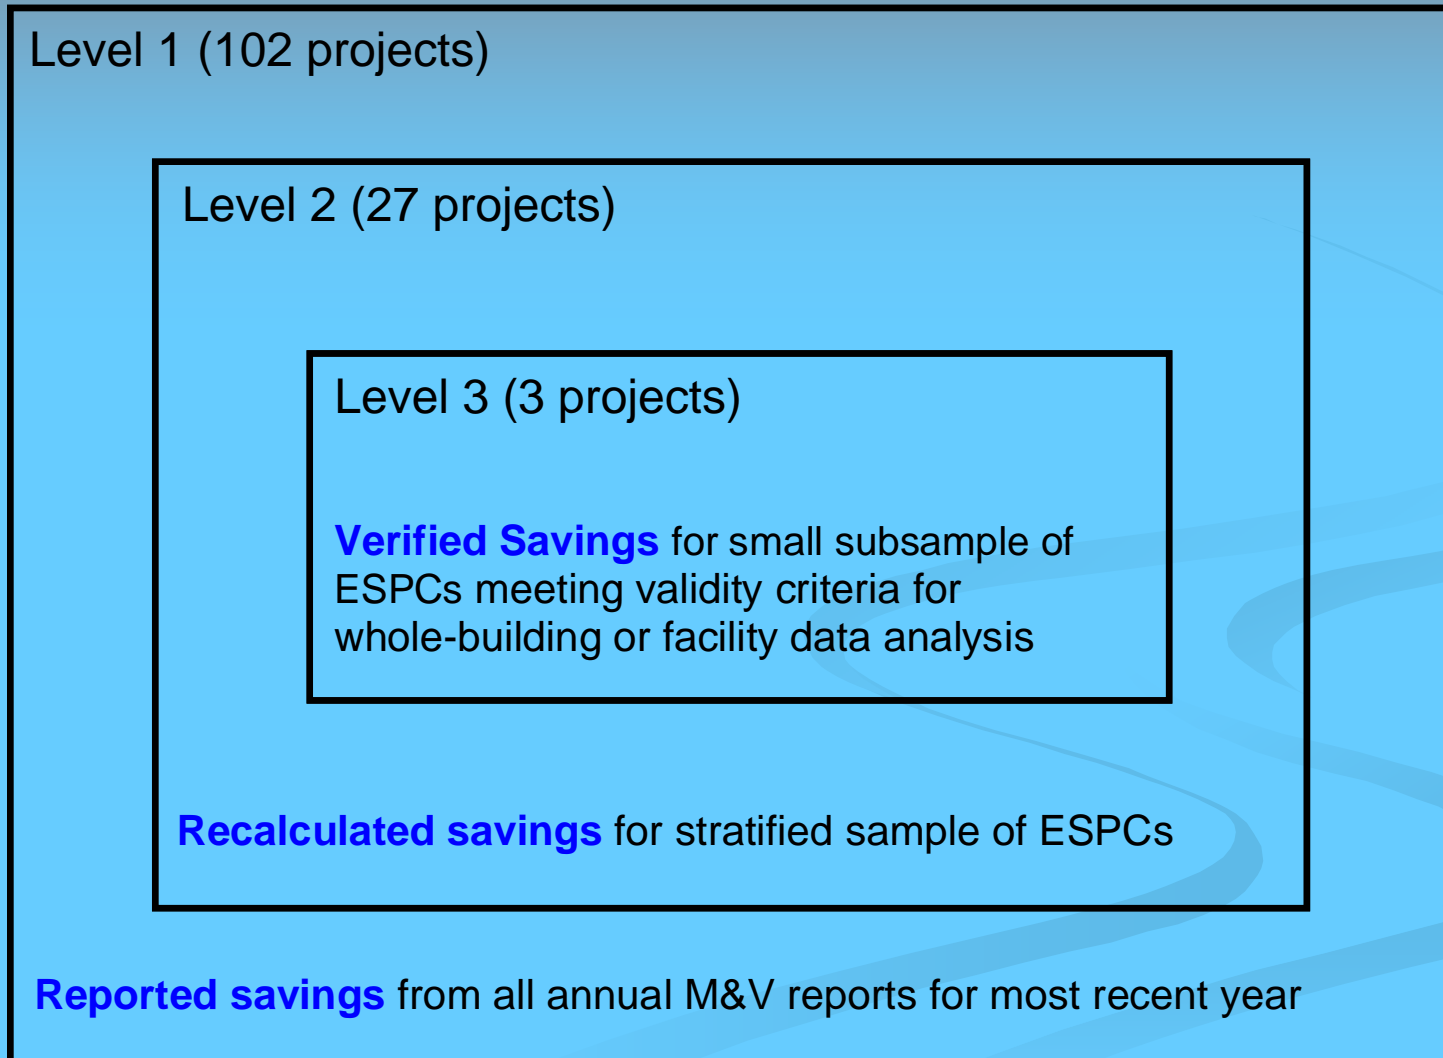 Level 1 (102 projects)
Level 2 (27 projects)
Level 3 (3 projects)
Verified Savings for small subsample of
ESPCs meeting validity criteria for
whole-building or facility data analysis
Recalculated savings for stratified sample of ESPCs
Reported savings from all annual M&V reports for most recent year